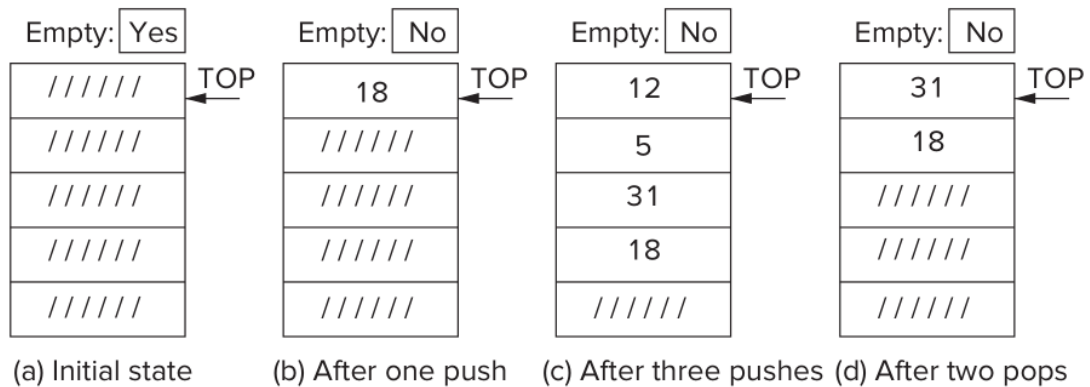 Empty: Yes Empty: No Empty: No Empty: No
/ / / / / / TOP 18 TOP 12 TOP 31 TOP
/ / / / / / / / / / / / 5 18
/ / / / / / / / / / / / 31 / / / / / /
/ / / / / / / / / / / / 18 / / / / / /
/ / / / / / / / / / / / / / / / / / / / / / / /
(a) Initial state (b) After one push (c) After three pushes (d) After two pops